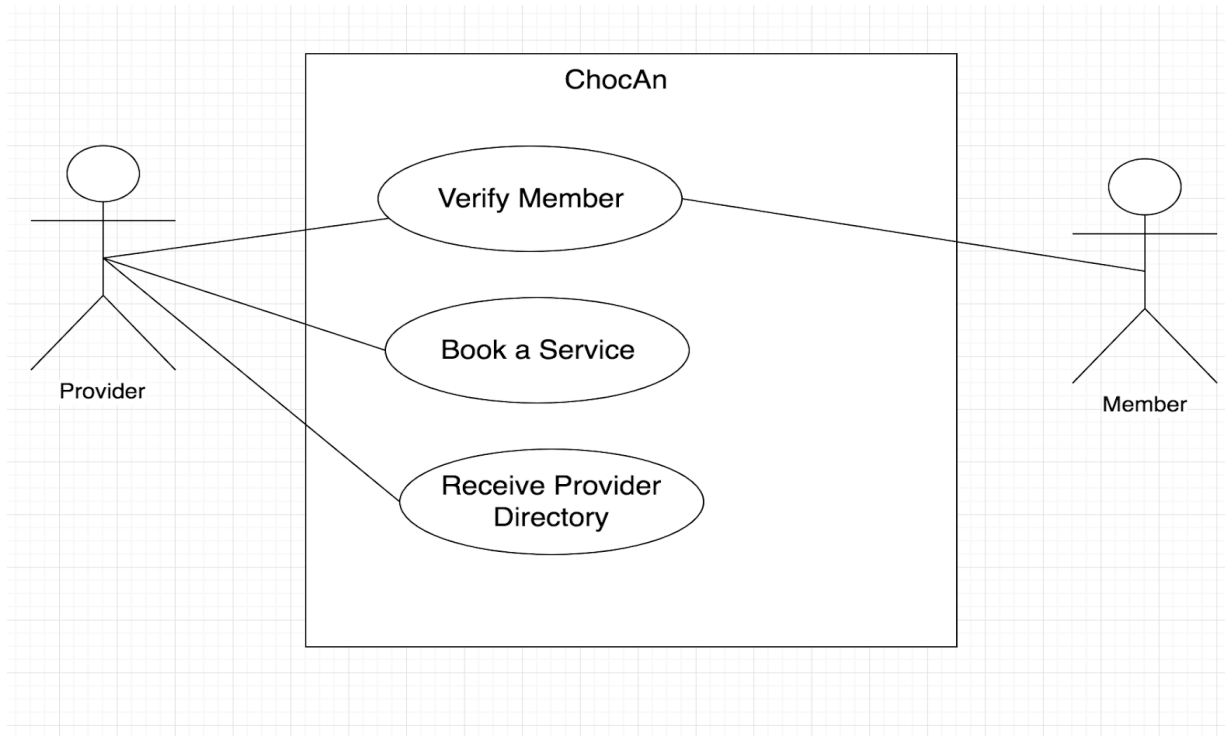 ChocAn
Verify Member
Book a Service
Receive Provider
Directory
Provider
Member